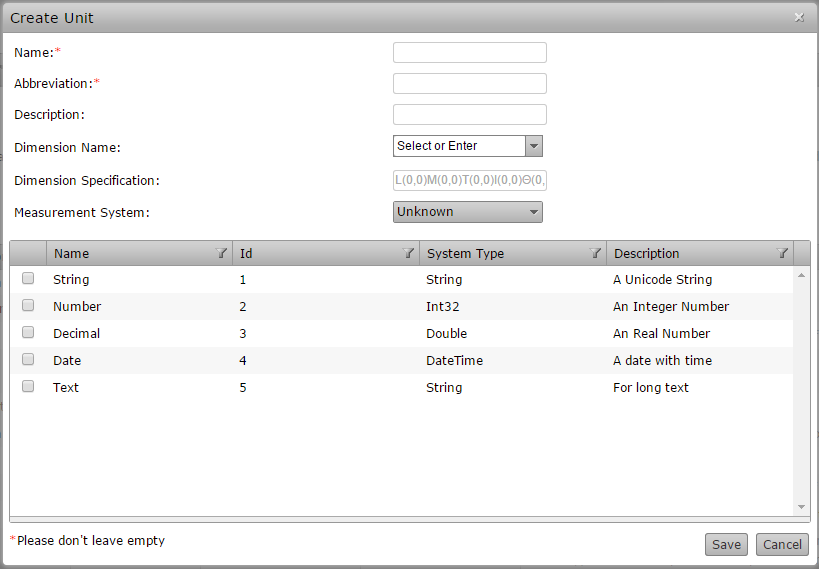 Create Unit
Name:*
Abbreviation:*
Description:
Dimension Name: Select or Enter
Dimension Specification: L(0,0)M(0,0)T(0,0)I(0,0)Θ(0,
Measurement System: Unknown
Name Id System Type Description
String 1 String A Unicode String
Number 2 Int32 An Integer Number
Decimal 3 Double An Real Number
Date 4 DateTime A date with time
Text 5 String For long text
*Please don't leave empty
Save Cancel